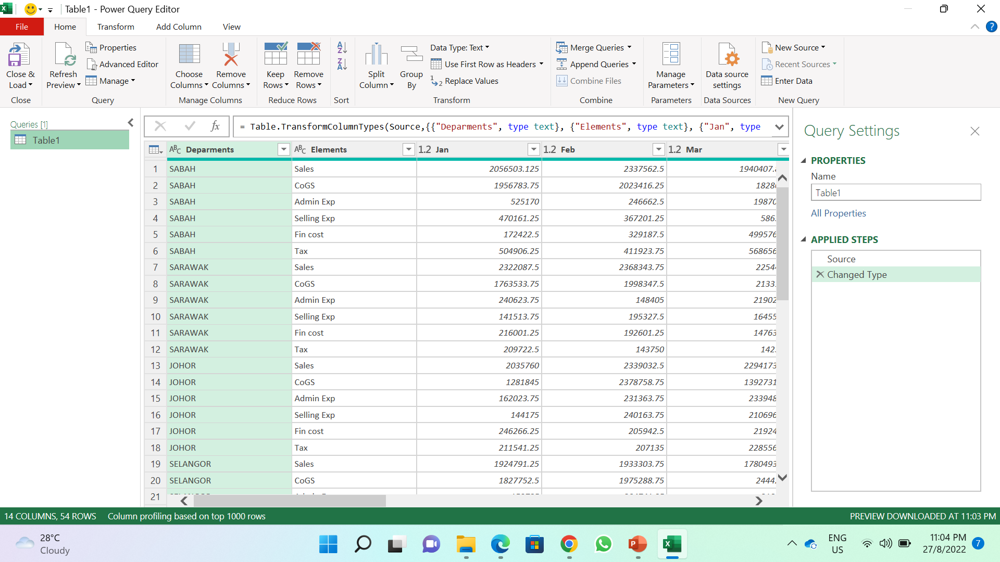 Table1 - Power Query Editor
File Home Transform Add Column View
Close & Load
Close
Refresh Preview
Properties
Advanced Editor
Manage
Query
Choose Columns
Remove Columns
Manage Columns
Keep Rows
Remove Rows
Reduce Rows
Sort
Split Column
Group By
Data Type: Text
Use First Row as Headers
Replace Values
Transform
Merge Queries
Append Queries
Combine Files
Combine
Manage Parameters
Parameters
Data source settings
Data Sources
New Source
Recent Sources
Enter Data
New Query
Queries [1]
Table1
fx = Table.TransformColumnTypes(Source,{{"Deparments", type text}, {"Elements", type text}, {"Jan", type
ABC Deparments ABC Elements 1.2 Jan 1.2 Feb 1.2 Mar
1 SABAH Sales 2056503.125 2337562.5
2 SABAH CoGS 1956783.75 2023416.25
3 SABAH Admin Exp 525170 246662.5 19870
4 SABAH Selling Exp 470161.25 367201.25
5 SABAH Fin cost 172422.5 329187.5 499576
6 SABAH Tax 504906.25 411923.75 568656
7 SARAWAK Sales 2322087.5 2368343.75
8 SARAWAK CoGS 1763533.75 1998347.5
9 SARAWAK Admin Exp 240623.75 148405 21902
10 SARAWAK Selling Exp 141513.75 195327.5 16455
11 SARAWAK Fin cost 216001.25 192601.25 14763
12 SARAWAK Tax 209722.5 143750
13 JOHOR Sales 2035760 2339032.5 2294173
14 JOHOR CoGS 1281845 2378758.75 1392731
15 JOHOR Admin Exp 162023.75 231363.75 233948
16 JOHOR Selling Exp 144175 240163.75 210696
17 JOHOR Fin cost 246266.25 205942.5 21924
18 JOHOR Tax 211541.25 207135 228556
19 SELANGOR Sales 1924791.25 1933303.75 1780493
20 SELANGOR CoGS 1827752.5 1975288.75
21
Query Settings
PROPERTIES
Name
Table1
All Properties
APPLIED STEPS
Source
Changed Type
14 COLUMNS, 54 ROWS Column profiling based on top 1000 rows PREVIEW DOWNLOADED AT 11:03 PM
28°C
Cloudy
ENG
US
11:04 PM
27/8/2022
7